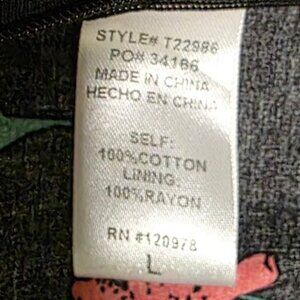 STYLE# T22986
PO# 34166
MADE IN CHINA
HECHO EN CHINA
SELF:
100%COTTON
LINING:
100%RAYON
RN #120978
L